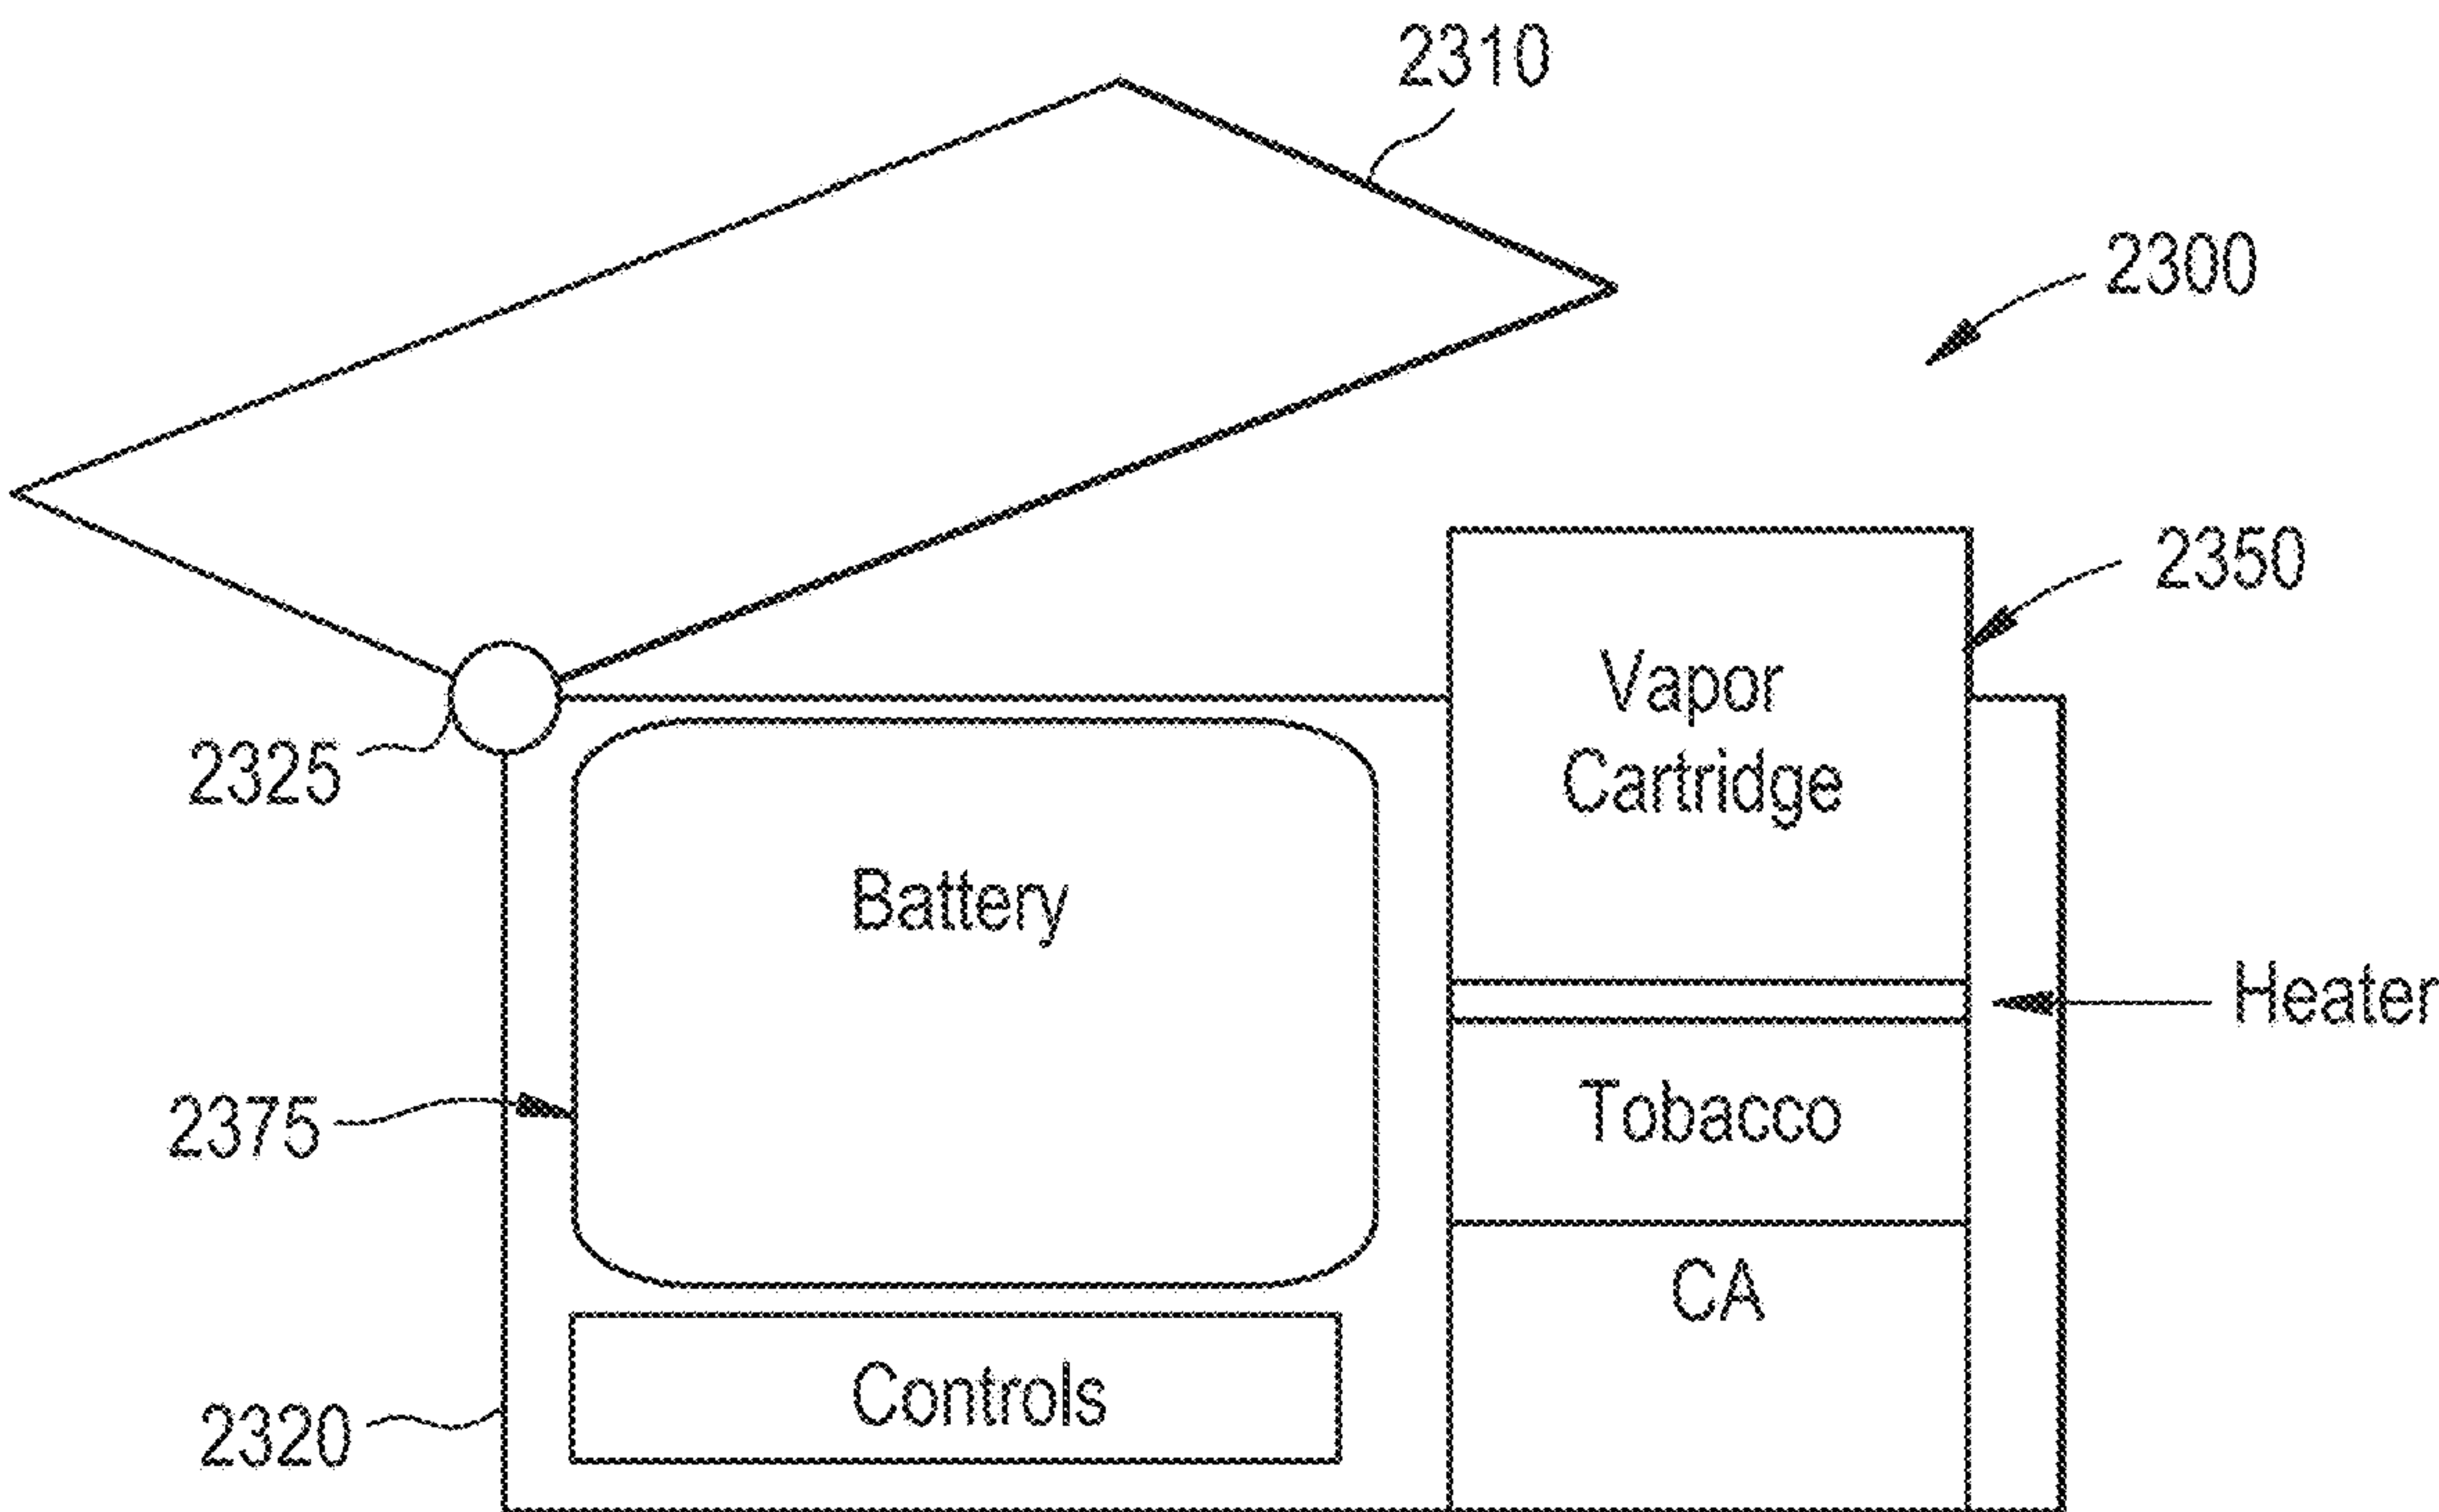 2310
2300
2350
Vapor
Cartridge
2325
Battery
Heater
2375
Tobacco
CA
Controls
2320